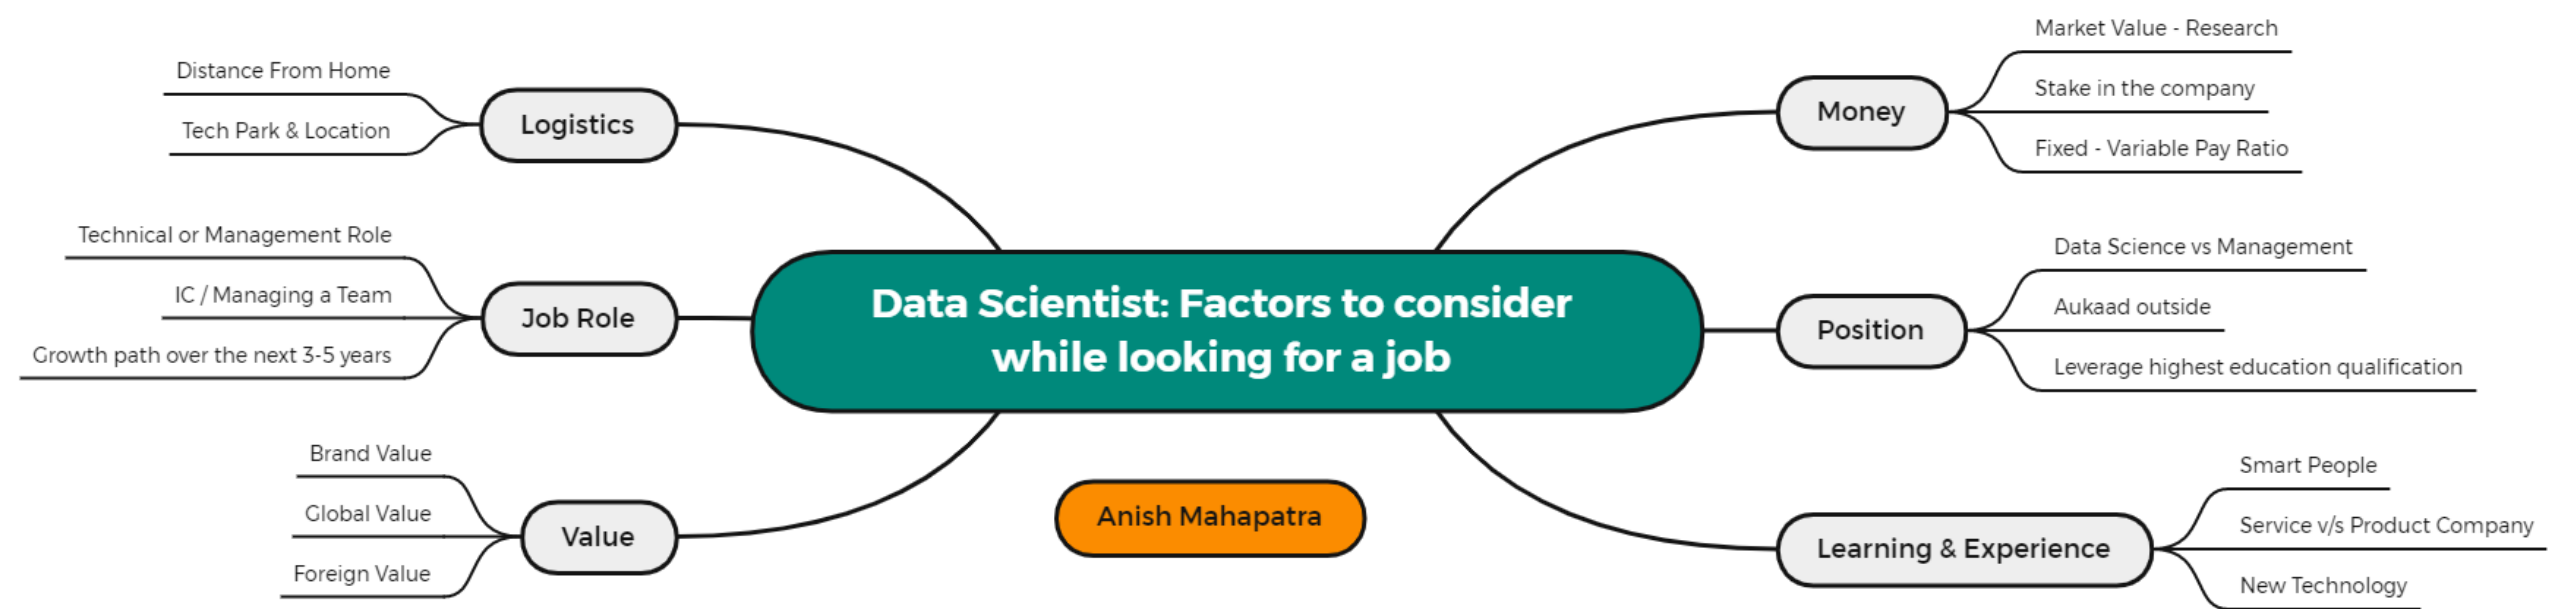 Data Scientist: Factors to consider
while looking for a job
Anish Mahapatra
Logistics
Distance From Home
Tech Park & Location
Job Role
Technical or Management Role
IC / Managing a Team
Growth path over the next 3-5 years
Value
Brand Value
Global Value
Foreign Value
Money
Market Value - Research
Stake in the company
Fixed - Variable Pay Ratio
Position
Data Science vs Management
Aukaad outside
Leverage highest education qualification
Learning & Experience
Smart People
Service v/s Product Company
New Technology